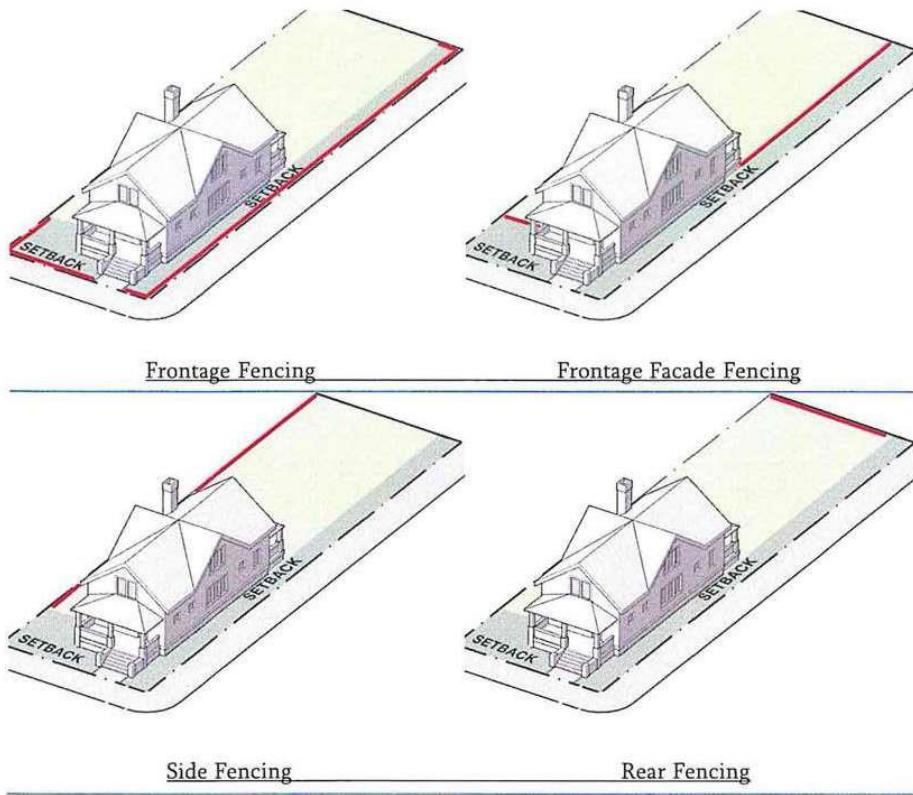 SETBACK
SETBACK
SETBACK
SETBACK
Frontage Fencing
Frontage Facade Fencing
SETBACK
SETBACK
SETBACK
SETBACK
Side Fencing
Rear Fencing